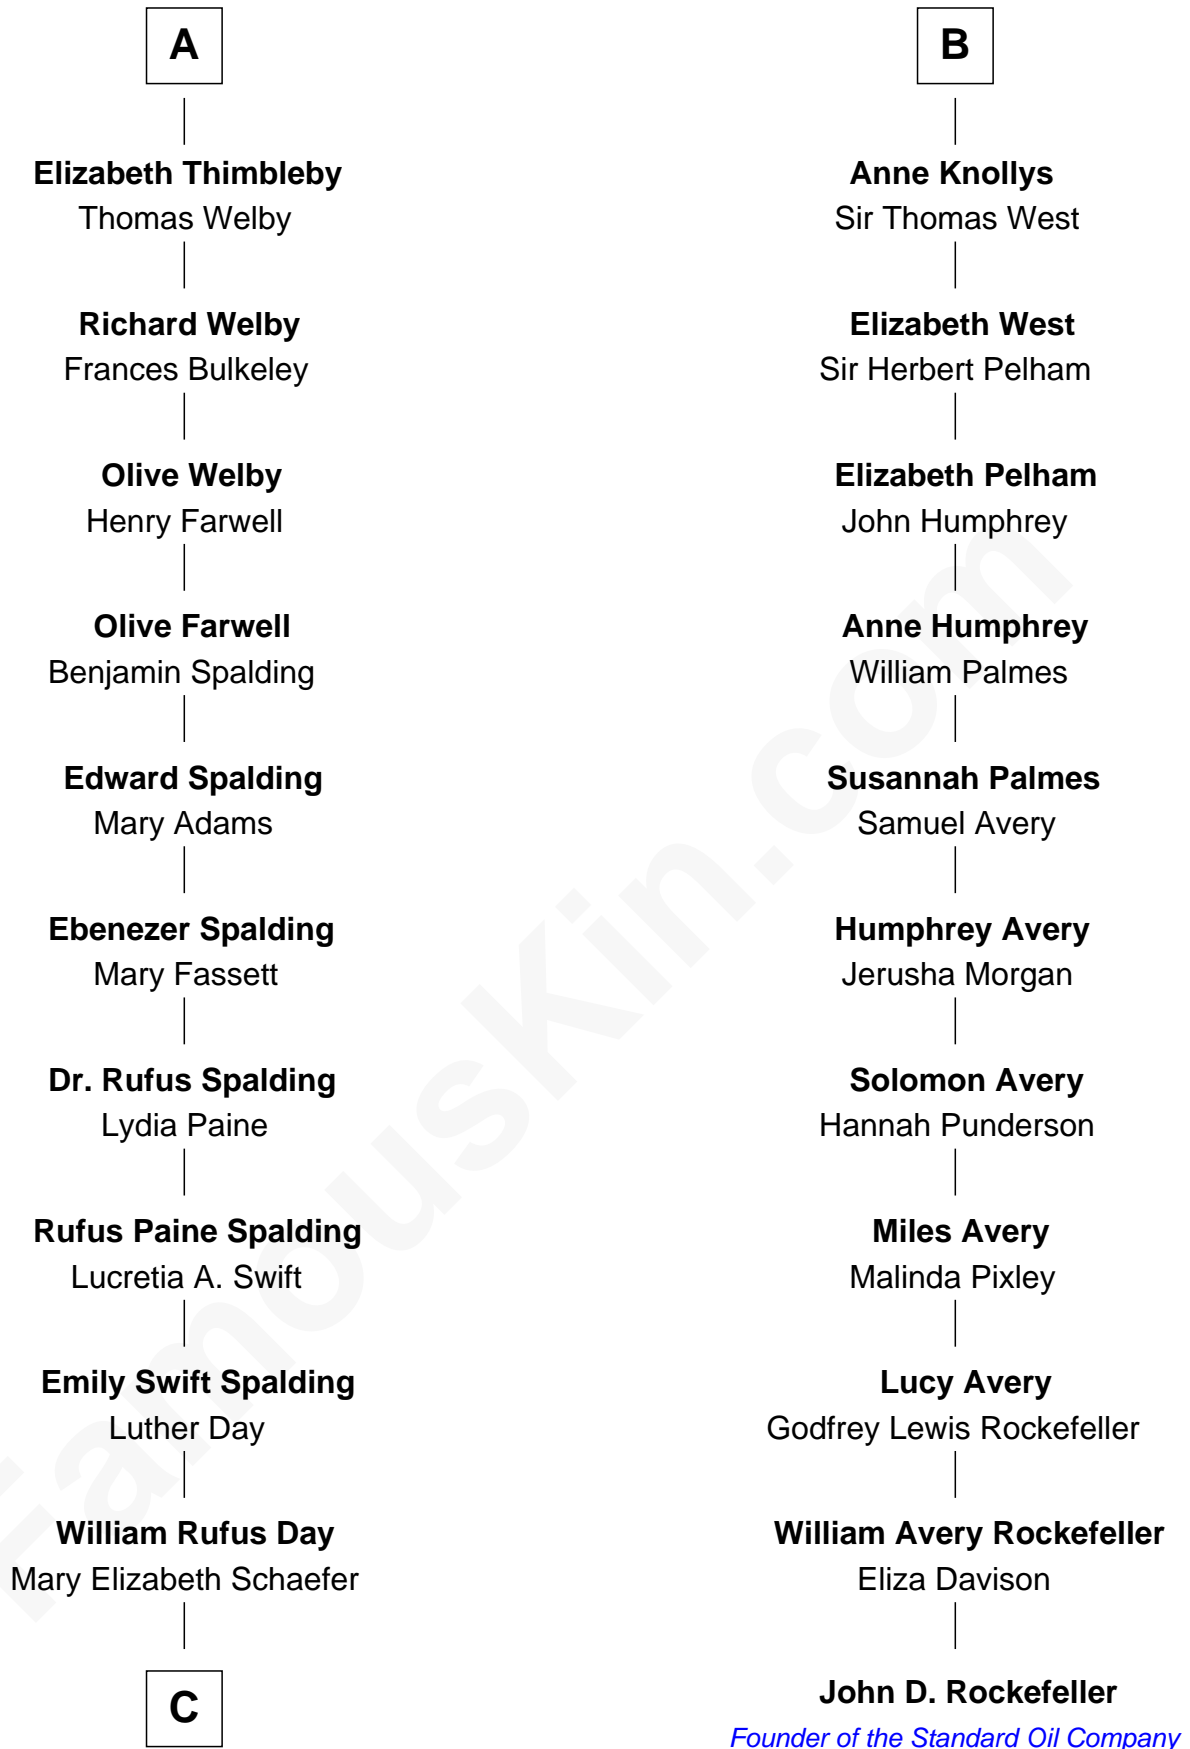 A
Elizabeth Thimbleby
Thomas Welby
Richard Welby
Frances Bulkeley
Olive Welby
Henry Farwell
Olive Farwell
Benjamin Spalding
Edward Spalding
Mary Adams
Ebenezer Spalding
Mary Fassett
Dr. Rufus Spalding
Lydia Paine
Rufus Paine Spalding
Lucretia A. Swift
Emily Swift Spalding
Luther Day
William Rufus Day
Mary Elizabeth Schaefer
C
B
Anne Knollys
Sir Thomas West
Elizabeth West
Sir Herbert Pelham
Elizabeth Pelham
John Humphrey
Anne Humphrey
William Palmes
Susannah Palmes
Samuel Avery
Humphrey Avery
Jerusha Morgan
Solomon Avery
Hannah Punderson
Miles Avery
Malinda Pixley
Lucy Avery
Godfrey Lewis Rockefeller
William Avery Rockefeller
Eliza Davison
John D. Rockefeller
Founder of the Standard Oil Company
FamousKin.com